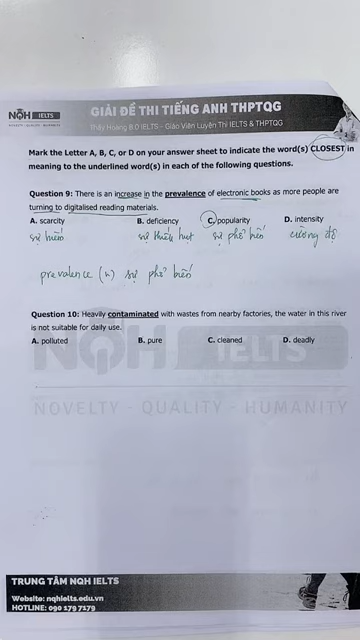 NQH IELTS
NOVELTY - QUALITY - HUMANITY
GIẢI ĐỀ THI TIẾNG ANH THPTQG
Thầy Hoàng 8.0 IELTS – Giáo Viên Luyện Thi IELTS & THPTQG
Mark the Letter A, B, C, or D on your answer sheet to indicate the word(s) CLOSEST in
meaning to the underlined word(s) in each of the following questions.
Question 9: There is an increase in the prevalence of electronic books as more people are
turning to digitalised reading materials.
A. scarcity B. deficiency C. popularity D. intensity
sự hiếm sự thiếu hụt sự phổ biến cường độ
prevalence (n) sự phổ biến
Question 10: Heavily contaminated with wastes from nearby factories, the water in this river
is not suitable for daily use.
A. polluted B. pure C. cleaned D. deadly
NQH IELTS
NOVELTY - QUALITY - HUMANITY
TRUNG TÂM NQH IELTS
Website: nqhielts.edu.vn
HOTLINE: 090 179 7179